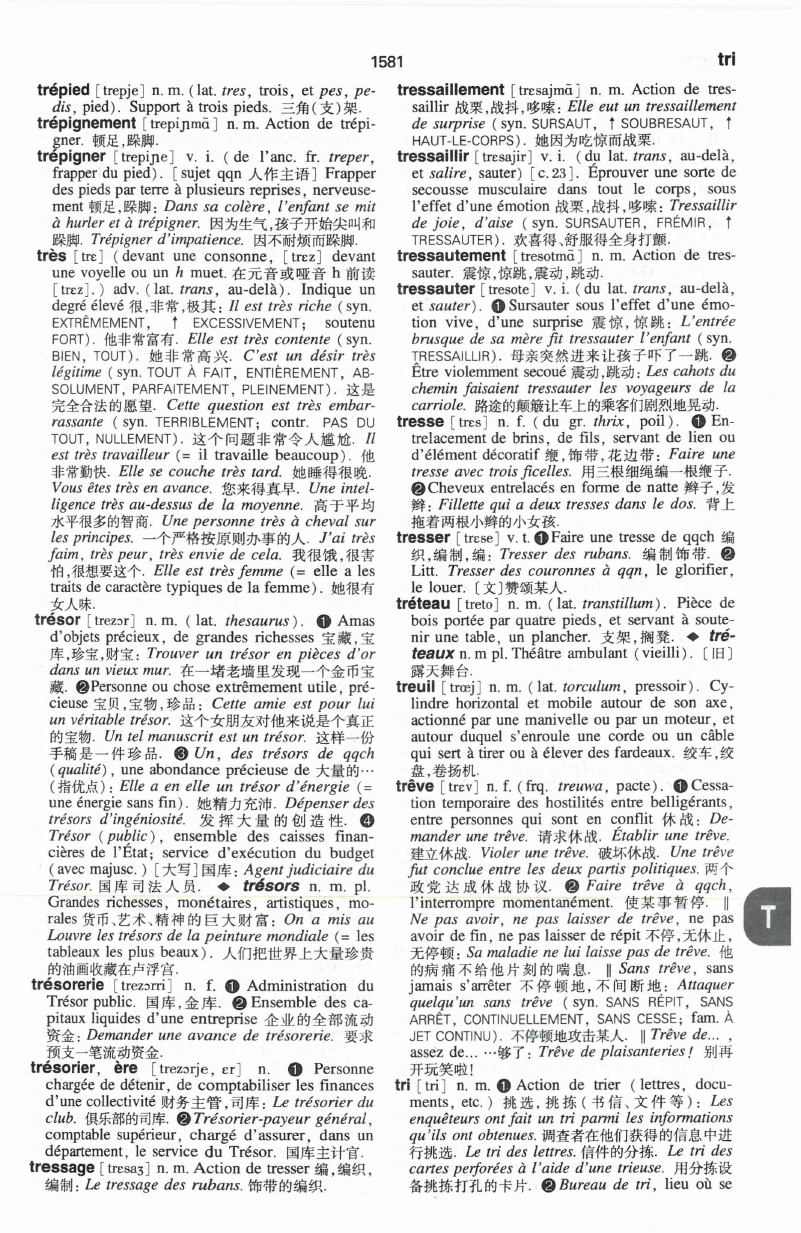 1581
tri
trépied [trepje] n. m. (lat. tres, trois, et pes, pe-
dis, pied). Support à trois pieds. 三角(支)架.
trépignement [trepiɲmɑ̃] n. m. Action de trépi-
gner. 顿足,跺脚.
trépigner [trepiɲe] v. i. (de l'anc. fr. treper,
frapper du pied). [sujet qqn 人作主语] Frapper
des pieds par terre à plusieurs reprises, nerveuse-
ment 顿足,跺脚: Dans sa colère, l'enfant se mit
à hurler et à trépigner. 因为生气,孩子开始尖叫和
跺脚. Trépigner d'impatience. 因不耐烦而跺脚.
très [trɛ] (devant une consonne, [trɛz] devant
une voyelle ou un h muet. 在元音或哑音 h 前读
[trɛz].) adv. (lat. trans, au-delà). Indique un
degré élevé 很,非常,极其: Il est très riche (syn.
EXTRÊMEMENT, ↑ EXCESSIVEMENT; soutenu
FORT). 他非常富有. Elle est très contente (syn.
BIEN, TOUT). 她非常高兴. C'est un désir très
légitime (syn. TOUT À FAIT, ENTIÈREMENT, AB-
SOLUMENT, PARFAITEMENT, PLEINEMENT). 这是
完全合法的愿望. Cette question est très embar-
rassante (syn. TERRIBLEMENT; contr. PAS DU
TOUT, NULLEMENT). 这个问题非常令人尴尬. Il
est très travailleur (= il travaille beaucoup). 他
非常勤快. Elle se couche très tard. 她睡得很晚.
Vous êtes très en avance. 您来得真早. Une intel-
ligence très au-dessus de la moyenne. 高于平均
水平很多的智商. Une personne très à cheval sur
les principes. 一个严格按原则办事的人. J'ai très
faim, très peur, très envie de cela. 我很饿,很害
怕,很想要这个. Elle est très femme (= elle a les
traits de caractère typiques de la femme). 她很有
女人味.
trésor [trezɔr] n. m. (lat. thesaurus). ❶ Amas
d'objets précieux, de grandes richesses 宝藏,宝
库,珍宝,财宝: Trouver un trésor en pièces d'or
dans un vieux mur. 在一堵老墙里发现一个金币宝
藏. ❷Personne ou chose extrêmement utile, pré-
cieuse 宝贝,宝物,珍品: Cette amie est pour lui
un véritable trésor. 这个女朋友对他来说是个真正
的宝物. Un tel manuscrit est un trésor. 这样一份
手稿是一件珍品. ❸ Un, des trésors de qqch
(qualité), une abondance précieuse de 大量的…
(指优点): Elle a en elle un trésor d'énergie (=
une énergie sans fin). 她精力充沛. Dépenser des
trésors d'ingéniosité. 发挥大量的创造性. ❹
Trésor (public), ensemble des caisses finan-
cières de l'État; service d'exécution du budget
(avec majusc.) [大写]国库: Agent judiciaire du
Trésor. 国库司法人员. ◆ trésors n. m. pl.
Grandes richesses, monétaires, artistiques, mo-
rales 货币、艺术、精神的巨大财富: On a mis au
Louvre les trésors de la peinture mondiale (= les
tableaux les plus beaux). 人们把世界上大量珍贵
的油画收藏在卢浮宫.
trésorerie [trezɔrri] n. f. ❶ Administration du
Trésor public. 国库,金库. ❷ Ensemble des ca-
pitaux liquides d'une entreprise 企业的全部流动
资金: Demander une avance de trésorerie. 要求
预支一笔流动资金.
trésorier, ère [trezɔrje, ɛr] n. ❶ Personne
chargée de détenir, de comptabiliser les finances
d'une collectivité 财务主管,司库: Le trésorier du
club. 俱乐部的司库. ❷Trésorier-payeur général,
comptable supérieur, chargé d'assurer, dans un
département, le service du Trésor. 国库主计官.
tressage [tresaʒ] n. m. Action de tresser 编,编织,
编制: Le tressage des rubans. 饰带的编织.
tressaillement [trɛsajmɑ̃] n. m. Action de tres-
saillir 战栗,战抖,哆嗦: Elle eut un tressaillement
de surprise (syn. SURSAUT, ↑ SOUBRESAUT, ↑
HAUT-LE-CORPS). 她因为吃惊而战栗.
tressaillir [trɛsajir] v. i. (du lat. trans, au-delà,
et salire, sauter) [c. 23]. Éprouver une sorte de
secousse musculaire dans tout le corps, sous
l'effet d'une émotion 战栗,战抖,哆嗦: Tressaillir
de joie, d'aise (syn. SURSAUTER, FRÉMIR, ↑
TRESSAUTER). 欢喜得、舒服得全身打颤.
tressautement [tresotmɑ̃] n. m. Action de tres-
sauter. 震惊,惊跳,震动,跳动.
tressauter [tresote] v. i. (du lat. trans, au-delà,
et sauter). ❶ Sursauter sous l'effet d'une émo-
tion vive, d'une surprise 震惊,惊跳: L'entrée
brusque de sa mère fit tressauter l'enfant (syn.
TRESSAILLIR). 母亲突然进来让孩子吓了一跳. ❷
Être violemment secoué 震动,跳动: Les cahots du
chemin faisaient tressauter les voyageurs de la
carriole. 路途的颠簸让车上的乘客们剧烈地晃动.
tresse [trɛs] n. f. (du gr. thrix, poil). ❶ En-
trelacement de brins, de fils, servant de lien ou
d'élément décoratif 缏,饰带,花边带: Faire une
tresse avec trois ficelles. 用三根细绳编一根缏子.
❷Cheveux entrelacés en forme de natte 辫子,发
辫: Fillette qui a deux tresses dans le dos. 背上
拖着两根小辫的小女孩.
tresser [trɛse] v. t. ❶Faire une tresse de qqch 编
织,编制,编: Tresser des rubans. 编制饰带. ❷
Litt. Tresser des couronnes à qqn, le glorifier,
le louer. [文]赞颂某人.
tréteau [treto] n. m. (lat. transtillum). Pièce de
bois portée par quatre pieds, et servant à soute-
nir une table, un plancher. 支架,搁凳. ◆ tré-
teaux n. m pl. Théâtre ambulant (vieilli). [旧]
露天舞台.
treuil [trœj] n. m. (lat. torculum, pressoir). Cy-
lindre horizontal et mobile autour de son axe,
actionné par une manivelle ou par un moteur, et
autour duquel s'enroule une corde ou un câble
qui sert à tirer ou à élever des fardeaux. 绞车,绞
盘,卷扬机.
trêve [trɛv] n. f. (frq. treuwa, pacte). ❶Cessa-
tion temporaire des hostilités entre belligérants,
entre personnes qui sont en conflit 休战: De-
mander une trêve. 请求休战. Établir une trêve.
建立休战. Violer une trêve. 破坏休战. Une trêve
fut conclue entre les deux partis politiques. 两个
政党达成休战协议. ❷ Faire trêve à qqch,
l'interrompre momentanément. 使某事暂停. ‖
Ne pas avoir, ne pas laisser de trêve, ne pas
avoir de fin, ne pas laisser de répit 不停,无休止,
无停顿: Sa maladie ne lui laisse pas de trêve. 他
的病痛不给他片刻的喘息. ‖ Sans trêve, sans
jamais s'arrêter 不停顿地,不间断地: Attaquer
quelqu'un sans trêve (syn. SANS RÉPIT, SANS
ARRÊT, CONTINUELLEMENT, SANS CESSE; fam. À
JET CONTINU). 不停顿地攻击某人. ‖ Trêve de... ,
assez de... …够了: Trêve de plaisanteries! 别再
开玩笑啦!
tri [tri] n. m. ❶ Action de trier (lettres, docu-
ments, etc.) 挑选,挑拣(书信、文件等): Les
enquêteurs ont fait un tri parmi les informations
qu'ils ont obtenues. 调查者在他们获得的信息中进
行挑选. Le tri des lettres. 信件的分拣. Le tri des
cartes perforées à l'aide d'une trieuse. 用分拣设
备挑拣打孔的卡片. ❷ Bureau de tri, lieu où se
T